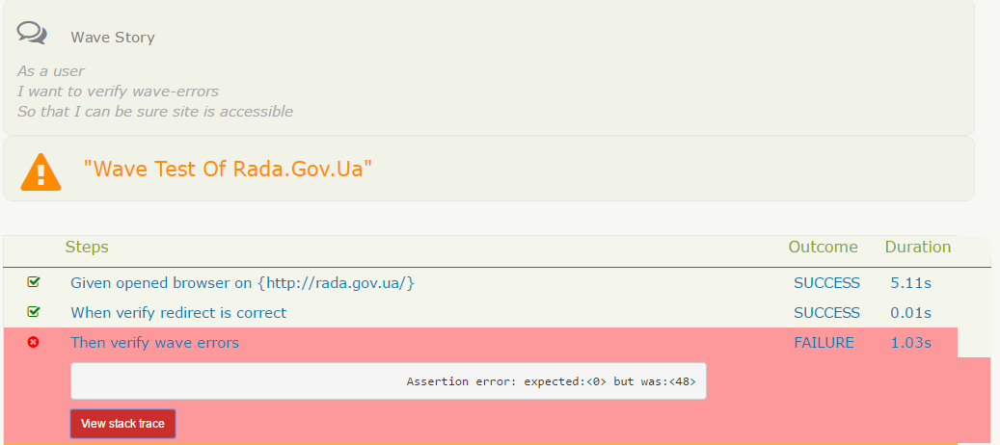 Wave Story
As a user
I want to verify wave-errors
So that I can be sure site is accessible
"Wave Test Of Rada.Gov.Ua"
Steps Outcome Duration
Given opened browser on {http://rada.gov.ua/} SUCCESS 5.11s
When verify redirect is correct SUCCESS 0.01s
Then verify wave errors FAILURE 1.03s
Assertion error: expected:<0> but was:<48>
View stack trace